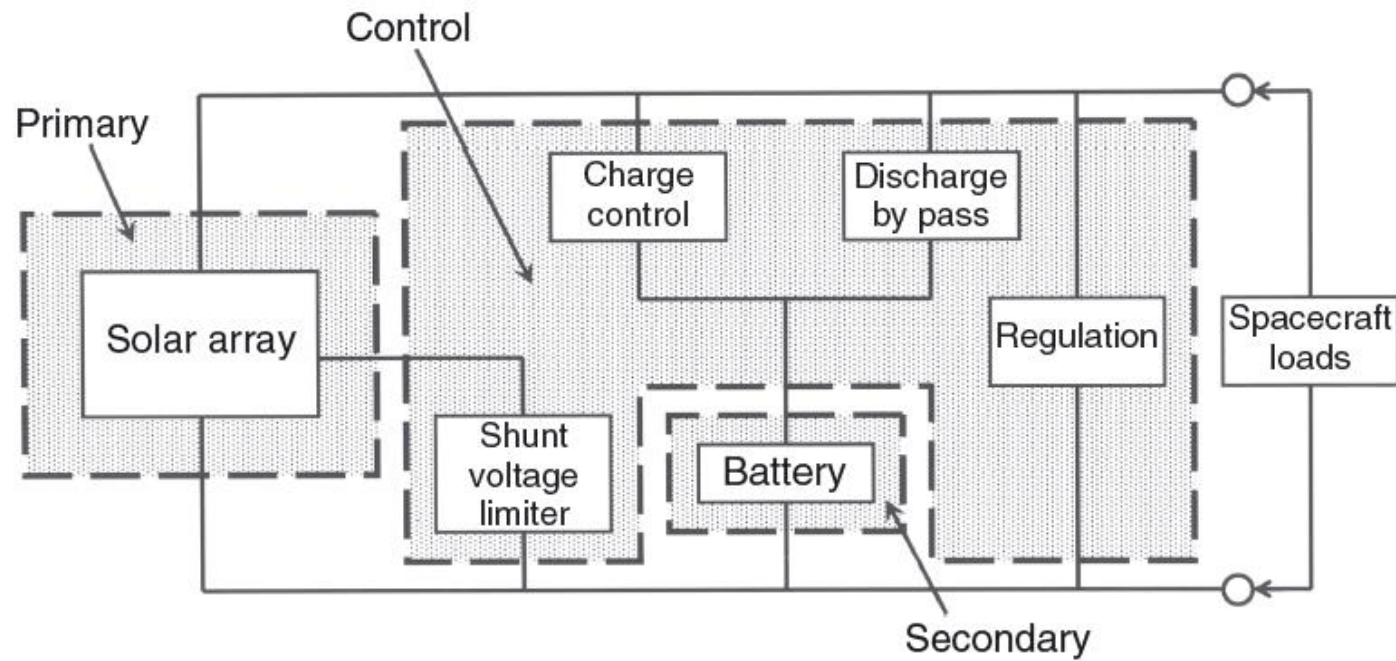 Control
Primary
Charge
control
Discharge
by pass
Solar array
Regulation
Spacecraft
loads
Shunt
voltage
limiter
Battery
Secondary